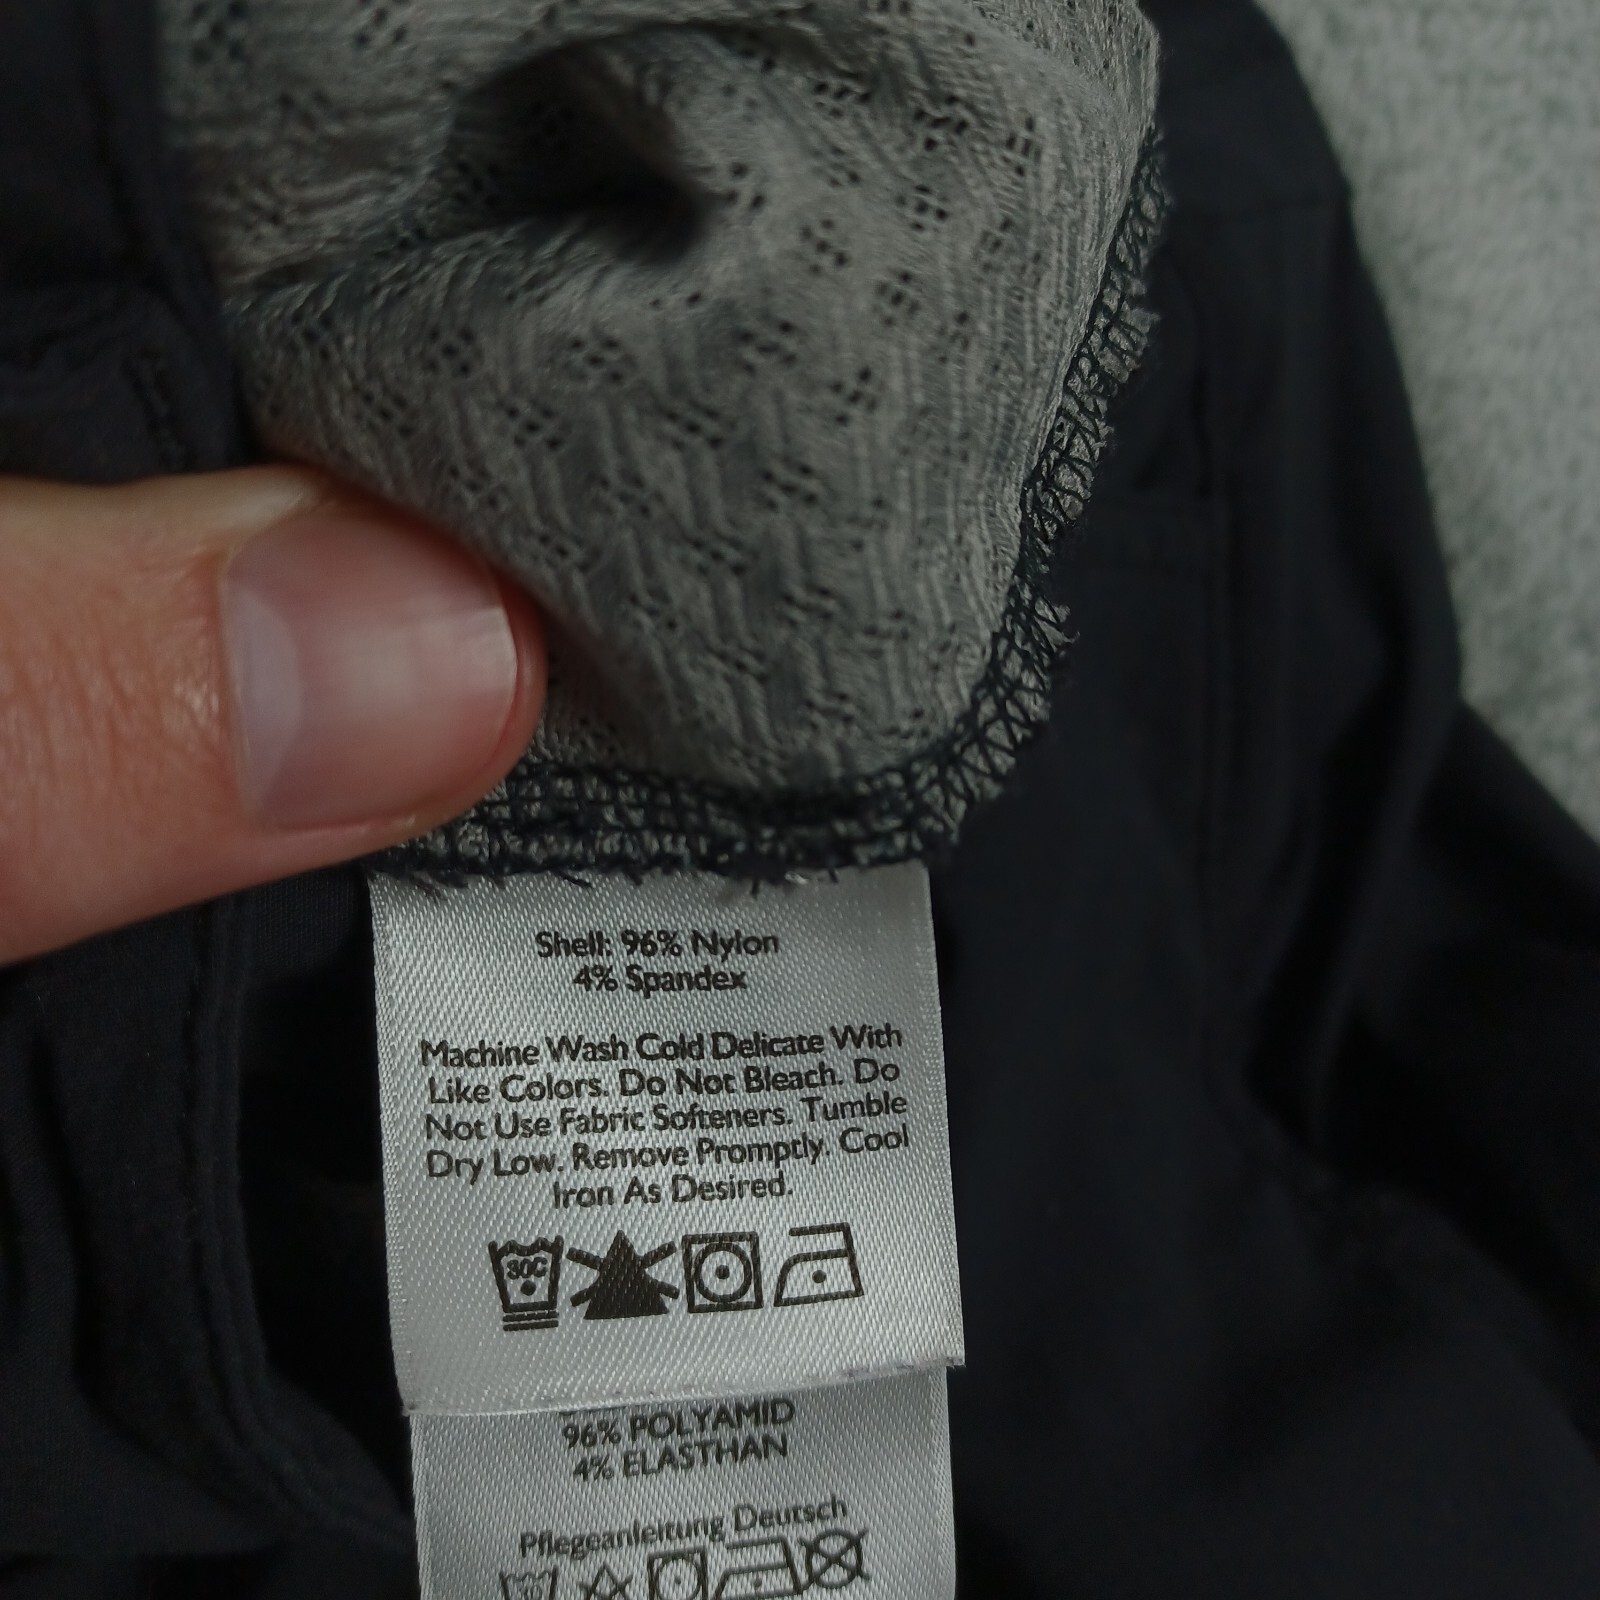 Shell: 96% Nylon
4% Spandex
Machine Wash Cold Delicate With
Like Colors. Do Not Bleach. Do
Not Use Fabric Softeners. Tumble
Dry Low. Remove Promptly. Cool
Iron As Desired.
30C
96% POLYAMID
4% ELASTHAN
Pflegeanleitung Deutsch